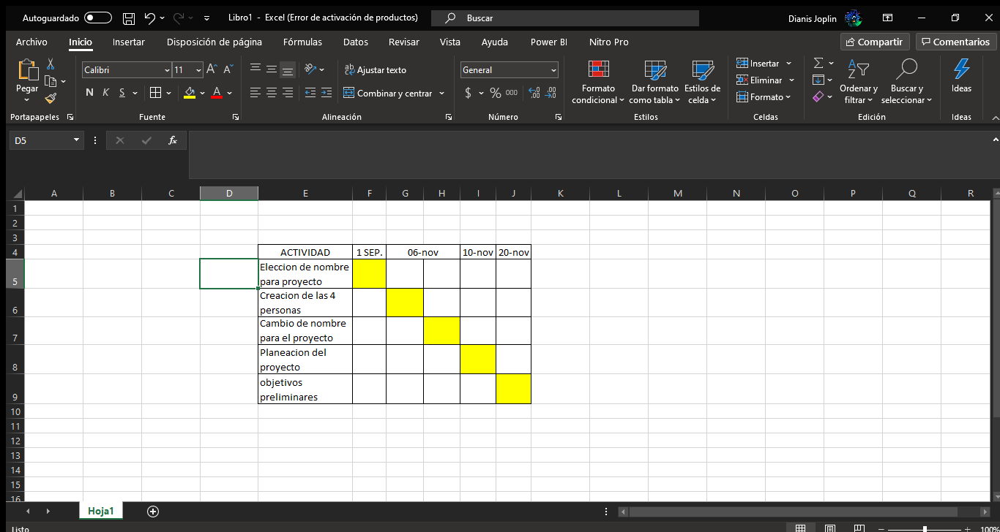 Autoguardado
Libro1 - Excel (Error de activación de productos)
Buscar
Dianis Joplin
Archivo Inicio Insertar Disposición de página Fórmulas Datos Revisar Vista Ayuda Power BI Nitro Pro
Compartir Comentarios
Pegar
Portapapeles
Calibri 11
N K S
Fuente
Ajustar texto
Combinar y centrar
Alineación
General
$ % 000
Número
Formato condicional
Dar formato como tabla
Estilos de celda
Estilos
Insertar
Eliminar
Formato
Celdas
Ordenar y filtrar
Buscar y seleccionar
Edición
Ideas
Ideas
D5 fx
A B C D E F G H I J K L M N O P Q R
1
2
3
4 ACTIVIDAD 1 SEP. 06-nov 10-nov 20-nov
Eleccion de nombre
5 para proyecto
Creacion de las 4
6 personas
Cambio de nombre
7 para el proyecto
Planeacion del
8 proyecto
objetivos
9 preliminares
10
11
12
13
14
15
16
Hoja1
Listo 100%